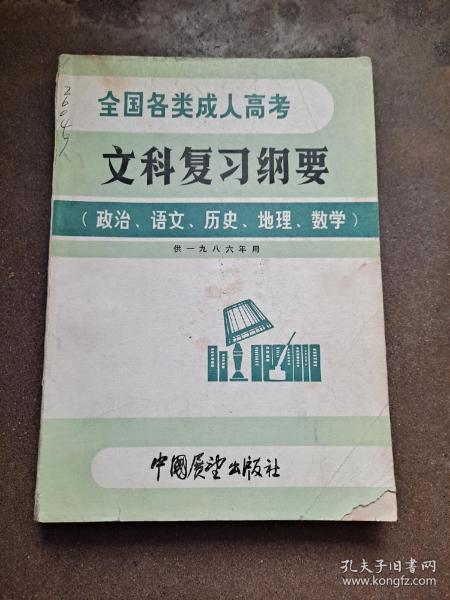 全国各类成人高考
文科复习纲要
（政治、语文、历史、地理、数学）
供一九八六年用
中国展望出版社
孔夫子旧书网
www.kongfz.com